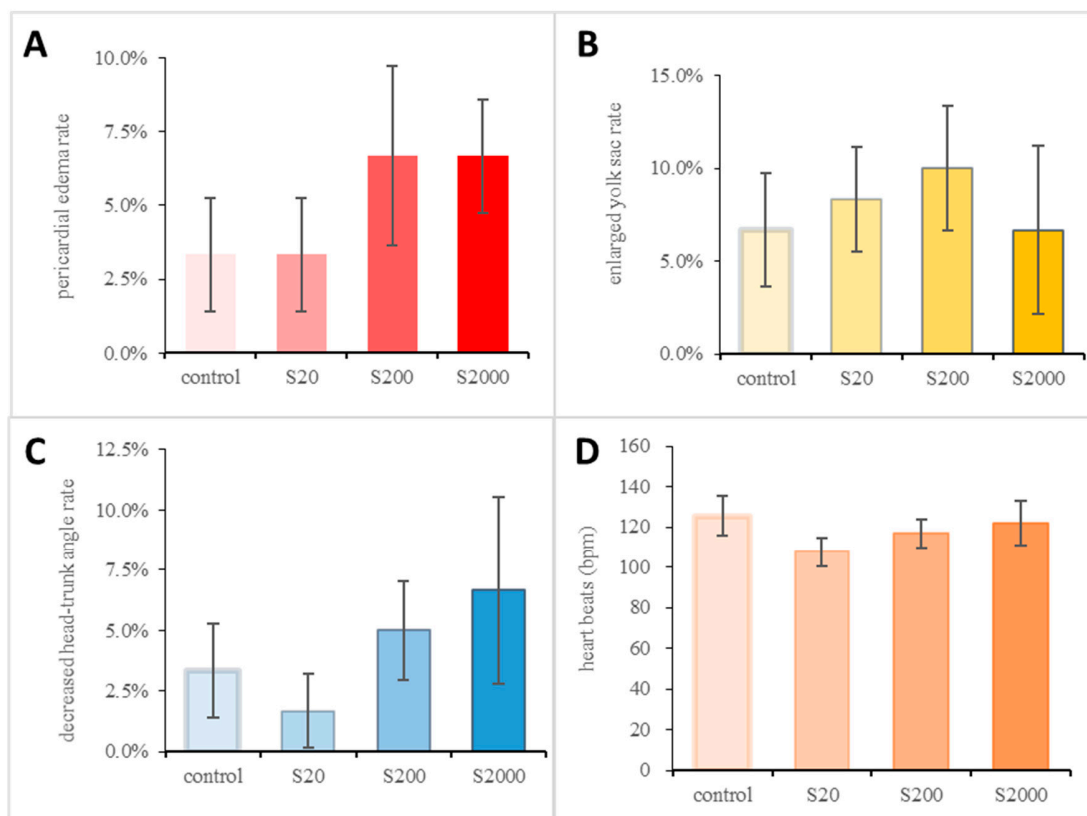 A
pericardial edema rate
10.0%
7.5%
5.0%
2.5%
0.0%
control S20 S200 S2000
B
enlarged yolk sac rate
15.0%
10.0%
5.0%
0.0%
control S20 S200 S2000
C
decreased head-trunk angle rate
12.5%
10.0%
7.5%
5.0%
2.5%
0.0%
control S20 S200 S2000
D
heart beats (bpm)
160
140
120
100
80
60
40
20
0
control S20 S200 S2000